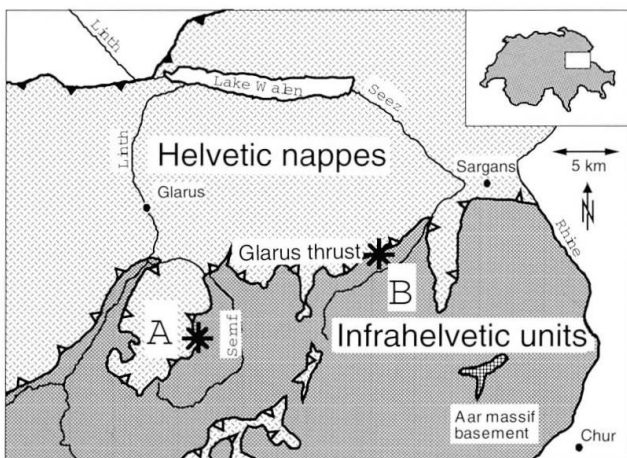 Linth
Lake Walen
Seez
Linth
Helvetic nappes
Sargans
5 km
Glarus
N
Rhine
Glarus thrust
A
Sernf
B
Infrahelvetic units
Aar massif
basement
Chur